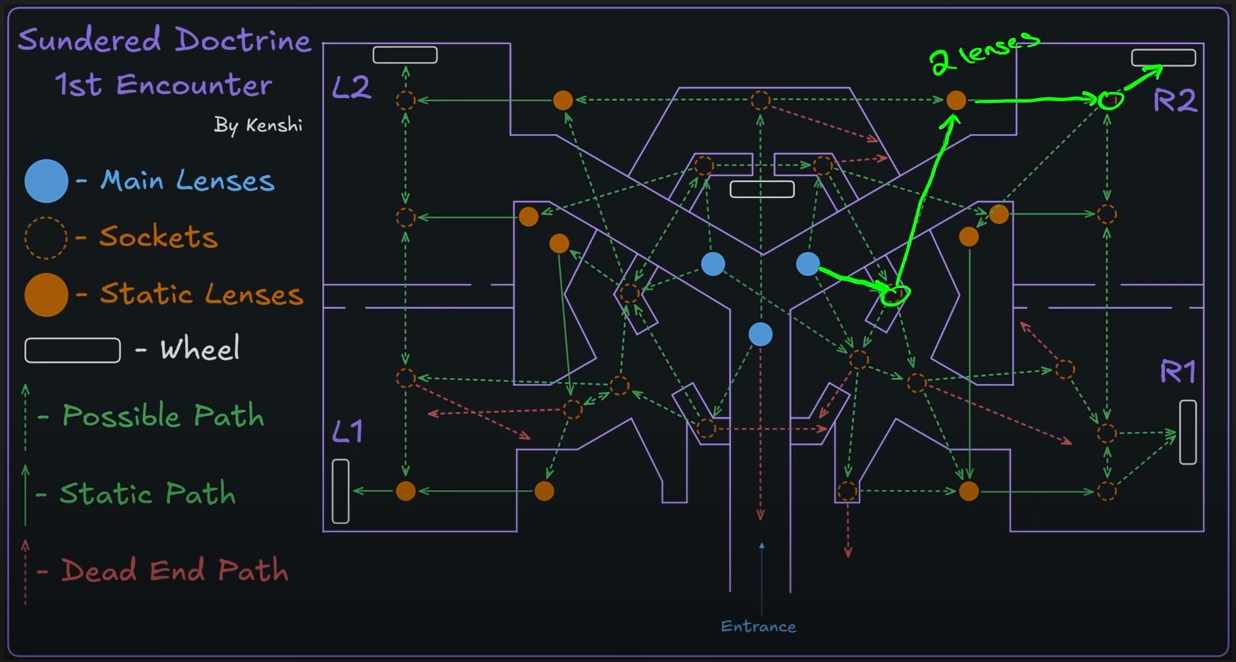 Sundered Doctrine
1st Encounter
By Kenshi
- Main Lenses
- Sockets
- Static Lenses
- Wheel
- Possible Path
- Static Path
- Dead End Path
2 lenses
L2
R2
L1
R1
Entrance